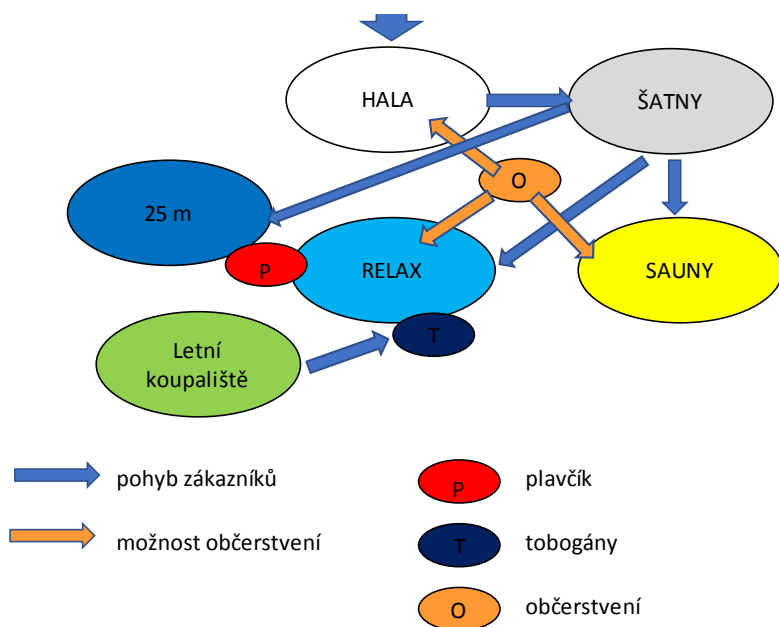 HALA
ŠATNY
O
25 m
P
RELAX
SAUNY
T
Letní
koupaliště
pohyb zákazníků
P
plavčík
možnost občerstvení
T
tobogány
O
občerstvení